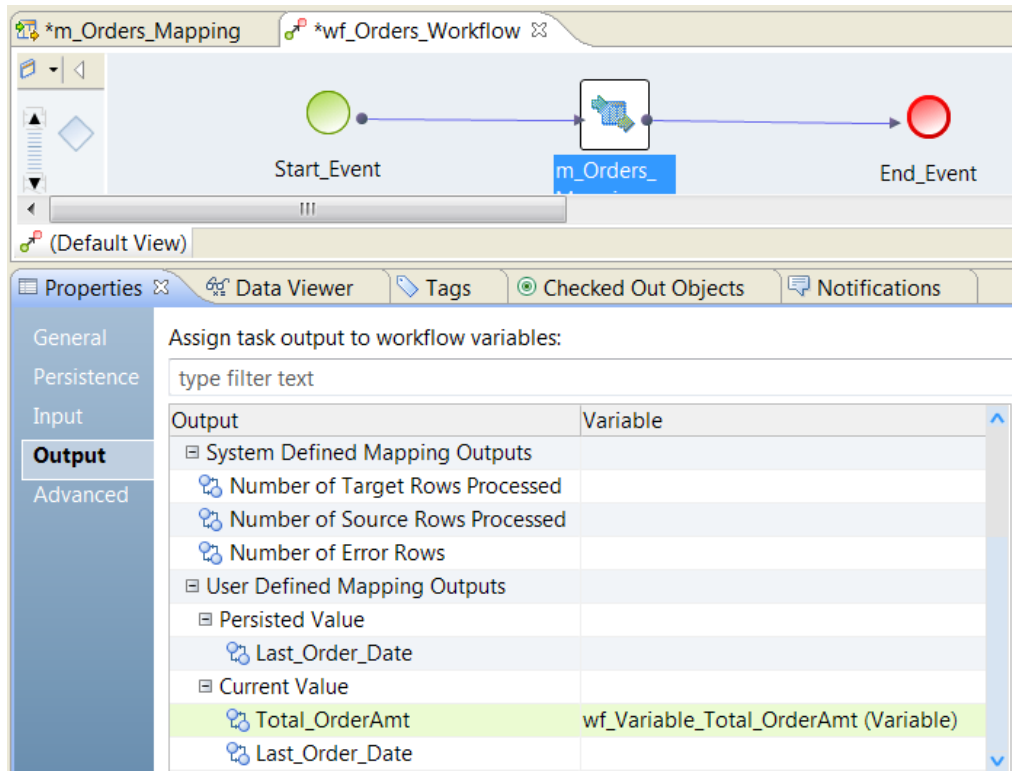 *m_Orders_Mapping
*wf_Orders_Workflow
Start_Event
m_Orders_
End_Event
(Default View)
Properties
Data Viewer
Tags
Checked Out Objects
Notifications
General
Persistence
Input
Output
Advanced
Assign task output to workflow variables:
type filter text
Output Variable
System Defined Mapping Outputs
Number of Target Rows Processed
Number of Source Rows Processed
Number of Error Rows
User Defined Mapping Outputs
Persisted Value
Last_Order_Date
Current Value
Total_OrderAmt wf_Variable_Total_OrderAmt (Variable)
Last_Order_Date